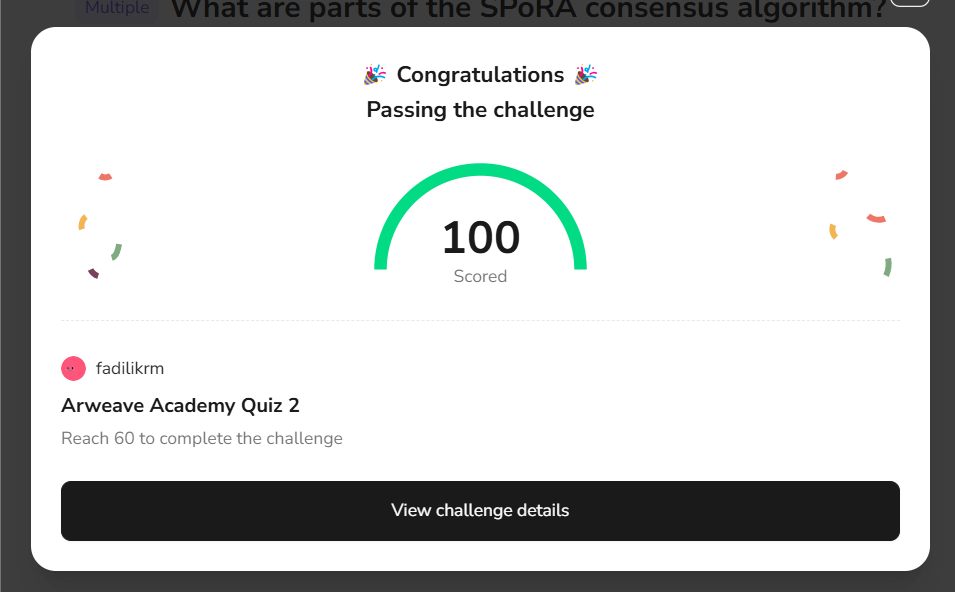 Multiple What are parts of the SPoRA consensus algorithm?
🎉 Congratulations 🎉
Passing the challenge
100
Scored
fadilikrm
Arweave Academy Quiz 2
Reach 60 to complete the challenge
View challenge details